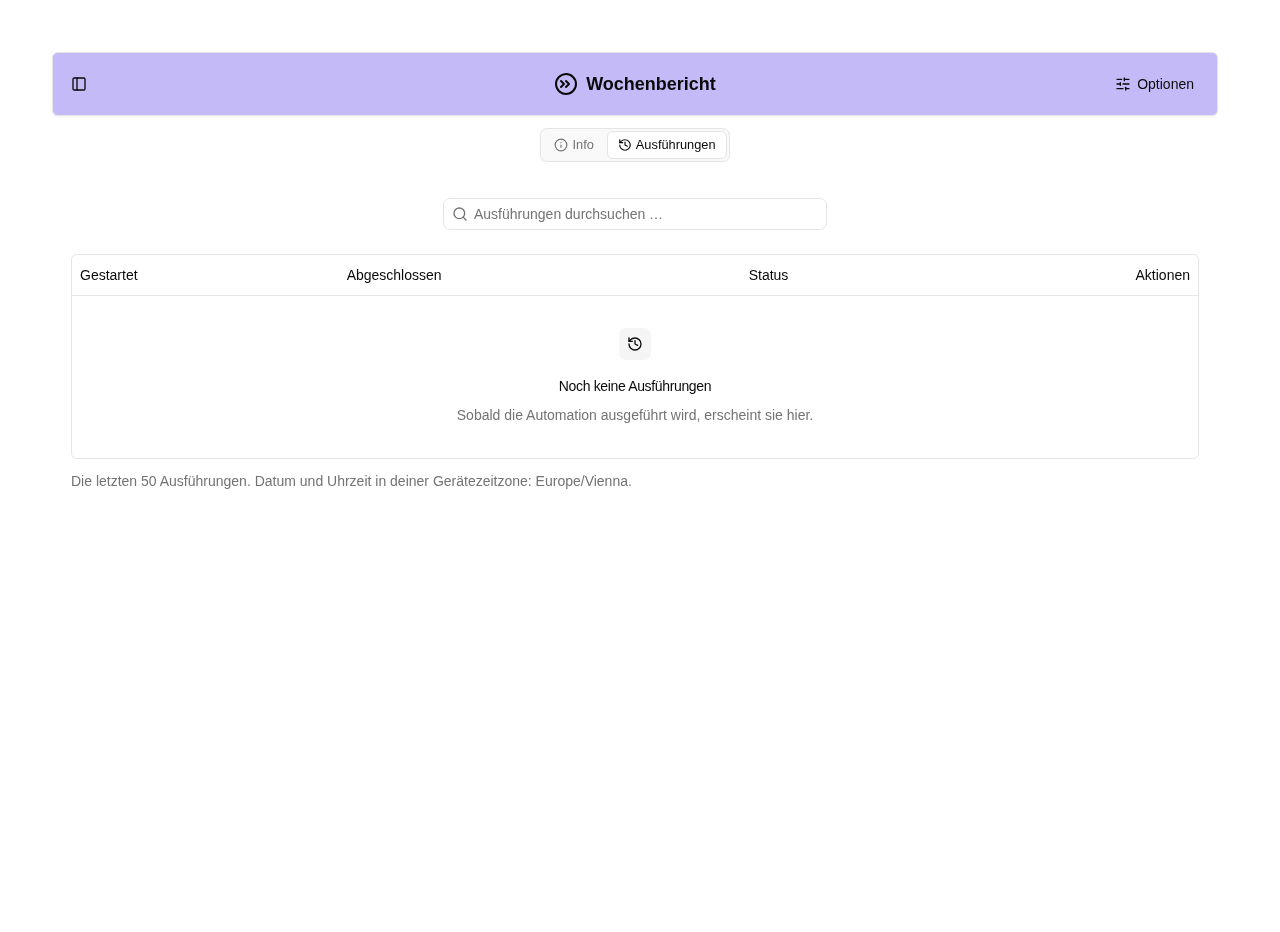 Wochenbericht
Optionen
Info
Ausführungen
Ausführungen durchsuchen …
Gestartet Abgeschlossen Status Aktionen
Noch keine Ausführungen
Sobald die Automation ausgeführt wird, erscheint sie hier.
Die letzten 50 Ausführungen. Datum und Uhrzeit in deiner Gerätezeitzone: Europe/Vienna.